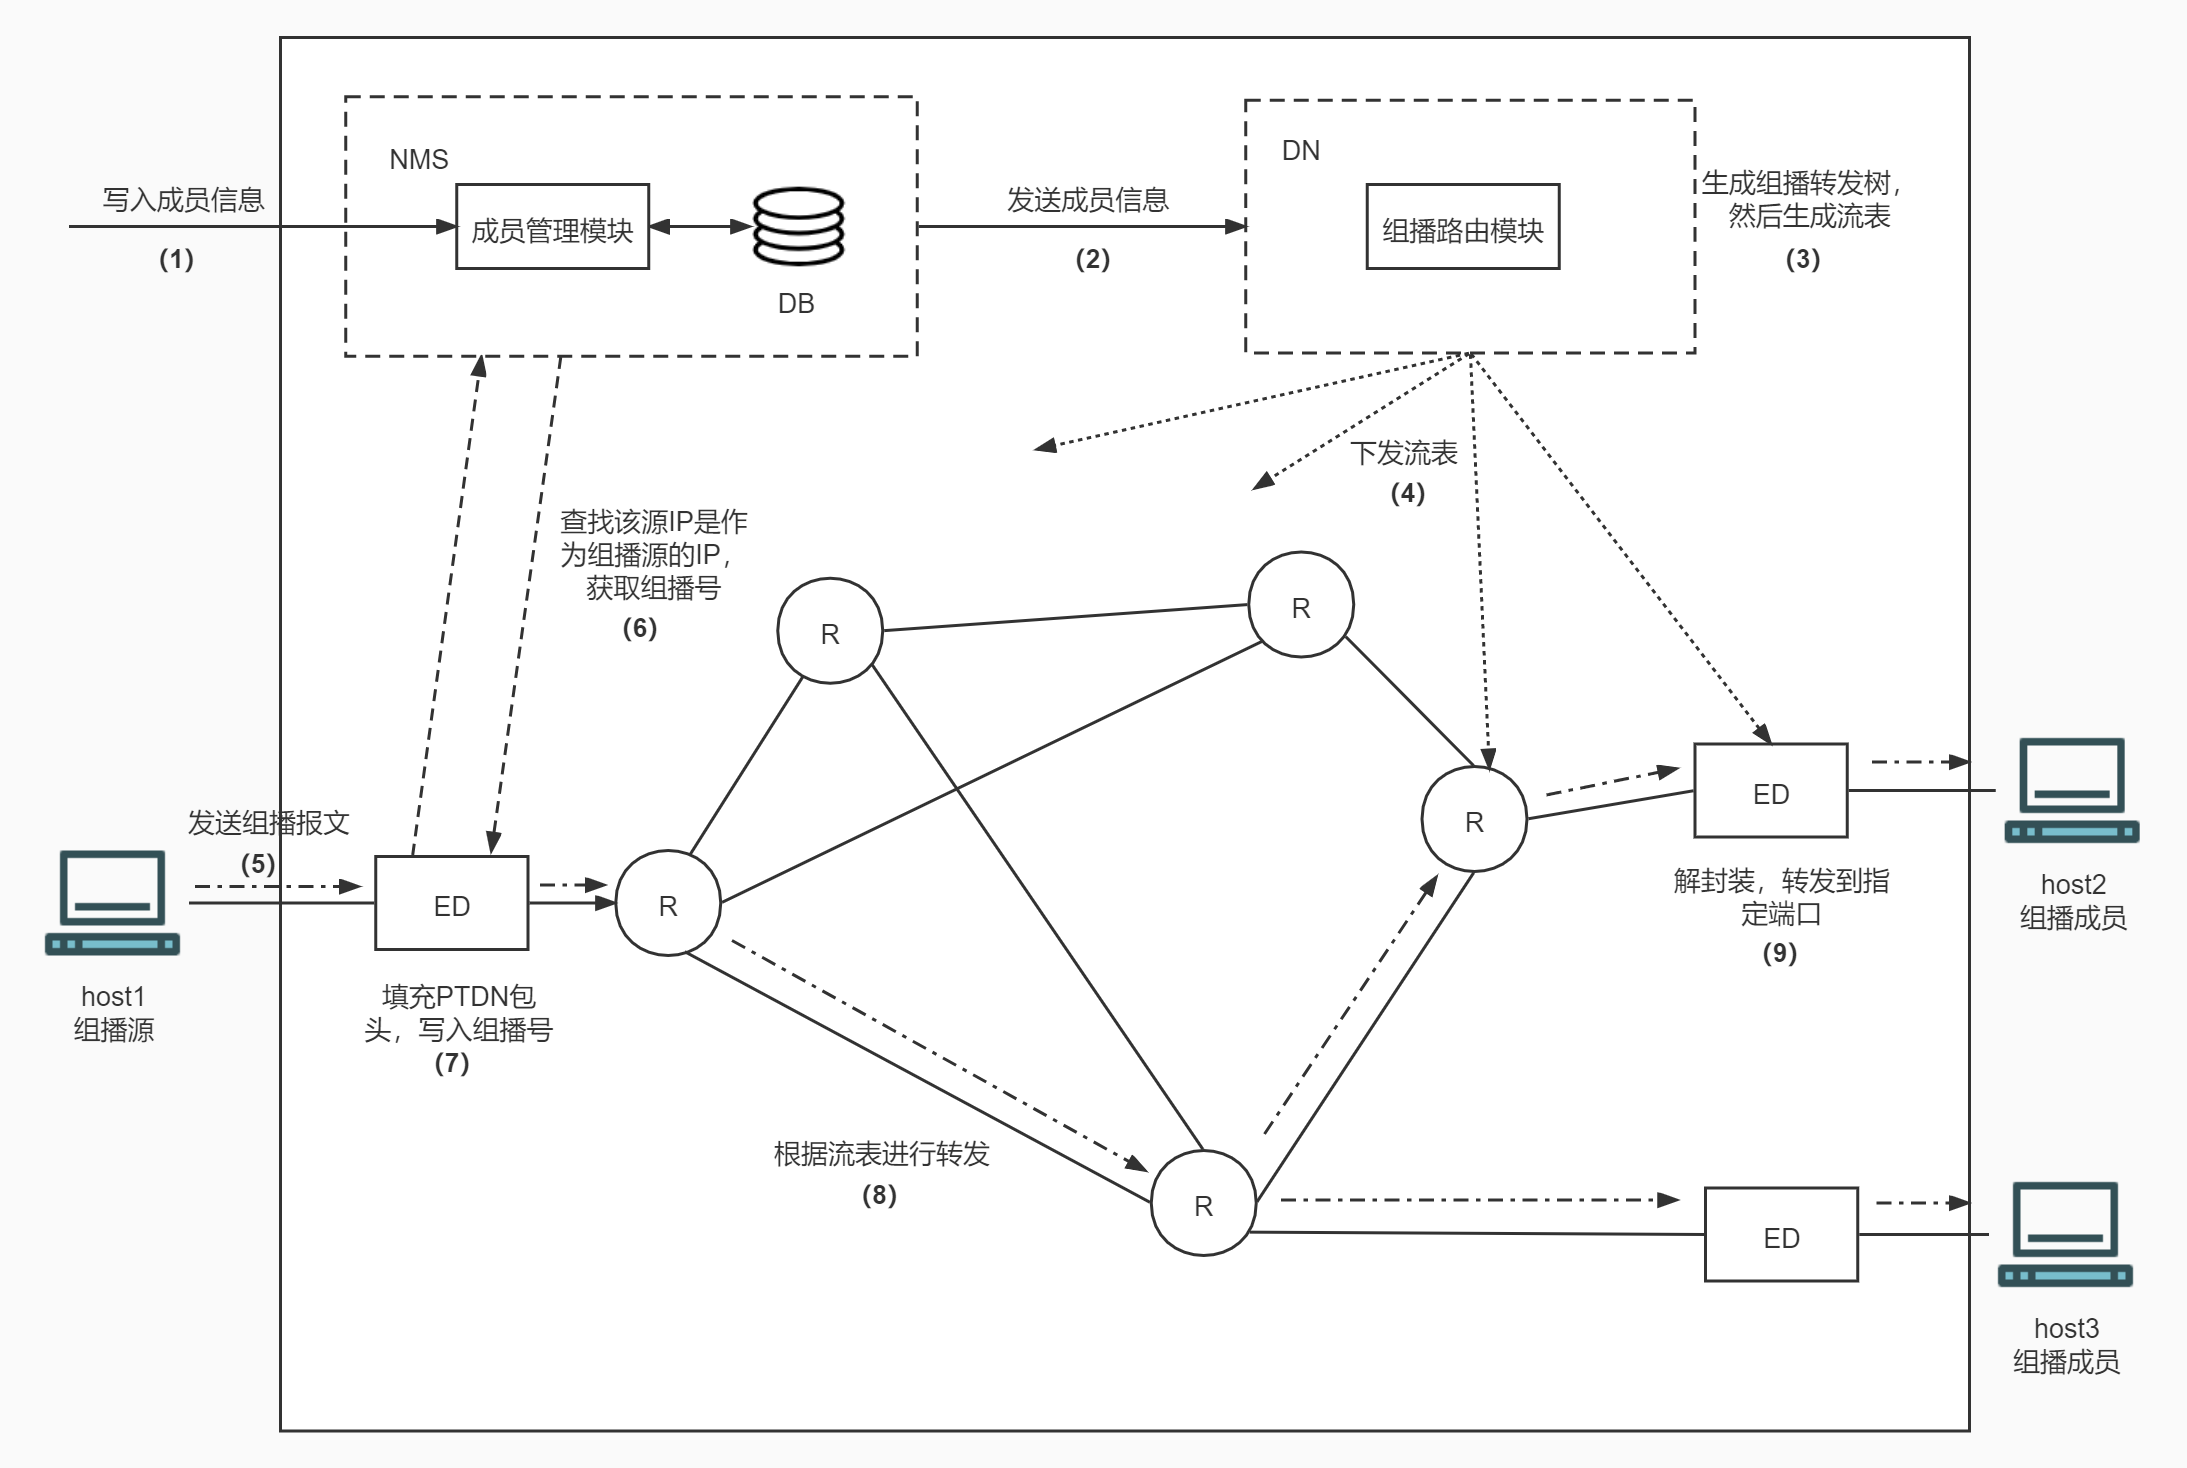 NMS
写入成员信息
(1)
成员管理模块
DB
发送成员信息
(2)
DN
组播路由模块
生成组播转发树，
然后生成流表
(3)
下发流表
(4)
查找该源IP是作
为组播源的IP，
获取组播号
(6)
R
R
R
R
R
发送组播报文
(5)
ED
host1
组播源
填充PTDN包
头，写入组播号
(7)
根据流表进行转发
(8)
ED
解封装，转发到指
定端口
(9)
host2
组播成员
ED
host3
组播成员